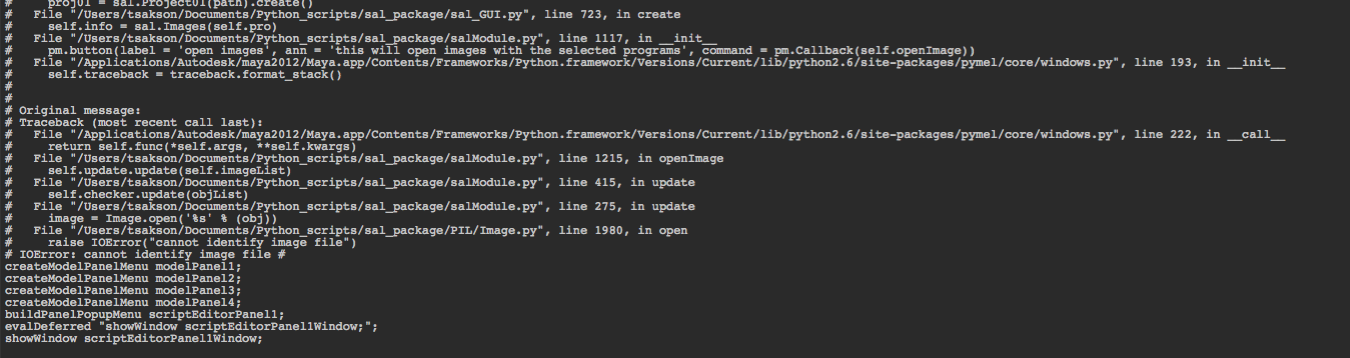 #     proj01 = sal.Project01(path).create()
#   File "/Users/tsakson/Documents/Python_scripts/sal_package/sal_GUI.py", line 723, in create
#     self.info = sal.Images(self.pro)
#   File "/Users/tsakson/Documents/Python_scripts/sal_package/salModule.py", line 1117, in __init__
#     pm.button(label = 'open images', ann = 'this will open images with the selected programs', command = pm.Callback(self.openImage))
#   File "/Applications/Autodesk/maya2012/Maya.app/Contents/Frameworks/Python.framework/Versions/Current/lib/python2.6/site-packages/pymel/core/windows.py", line 193, in __init__
#     self.traceback = traceback.format_stack()
#
#
# Original message:
# Traceback (most recent call last):
#   File "/Applications/Autodesk/maya2012/Maya.app/Contents/Frameworks/Python.framework/Versions/Current/lib/python2.6/site-packages/pymel/core/windows.py", line 222, in __call__
#     return self.func(*self.args, **self.kwargs)
#   File "/Users/tsakson/Documents/Python_scripts/sal_package/salModule.py", line 1215, in openImage
#     self.update.update(self.imageList)
#   File "/Users/tsakson/Documents/Python_scripts/sal_package/salModule.py", line 415, in update
#     self.checker.update(objList)
#   File "/Users/tsakson/Documents/Python_scripts/sal_package/salModule.py", line 275, in update
#     image = Image.open('%s' % (obj))
#   File "/Users/tsakson/Documents/Python_scripts/sal_package/PIL/Image.py", line 1980, in open
#     raise IOError("cannot identify image file")
# IOError: cannot identify image file #
createModelPanelMenu modelPanel1;
createModelPanelMenu modelPanel2;
createModelPanelMenu modelPanel3;
createModelPanelMenu modelPanel4;
buildPanelPopupMenu scriptEditorPanel1;
evalDeferred "showWindow scriptEditorPanel1Window;";
showWindow scriptEditorPanel1Window;